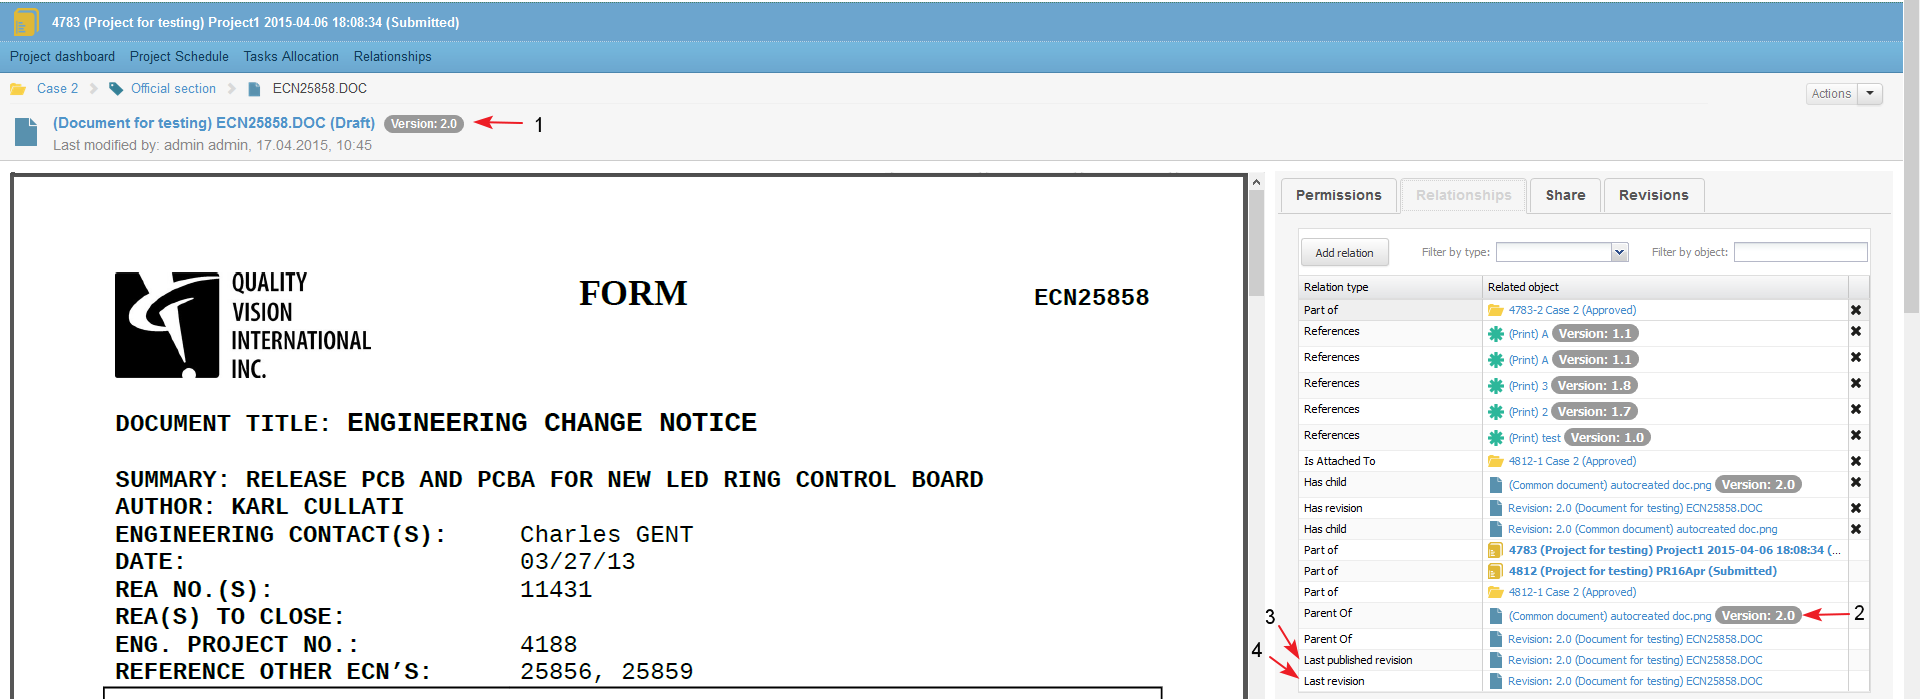 4783 (Project for testing) Project1 2015-04-06 18:08:34 (Submitted)
Project dashboard Project Schedule Tasks Allocation Relationships
Case 2 Official section ECN25858.DOC
Actions
(Document for testing) ECN25858.DOC (Draft) Version: 2.0 1
Last modified by: admin admin, 17.04.2015, 10:45
QUALITY
VISION
INTERNATIONAL
INC.
FORM
ECN25858
DOCUMENT TITLE: ENGINEERING CHANGE NOTICE
SUMMARY: RELEASE PCB AND PCBA FOR NEW LED RING CONTROL BOARD
AUTHOR: KARL CULLATI
ENGINEERING CONTACT(S): Charles GENT
DATE: 03/27/13
REA NO.(S): 11431
REA(S) TO CLOSE:
ENG. PROJECT NO.: 4188
REFERENCE OTHER ECN'S: 25856, 25859
Permissions Relationships Share Revisions
Add relation Filter by type: Filter by object:
Relation type Related object
Part of 4783-2 Case 2 (Approved)
References (Print) A Version: 1.1
References (Print) A Version: 1.1
References (Print) 3 Version: 1.8
References (Print) 2 Version: 1.7
References (Print) test Version: 1.0
Is Attached To 4812-1 Case 2 (Approved)
Has child (Common document) autocreated doc.png Version: 2.0
Has revision Revision: 2.0 (Document for testing) ECN25858.DOC
Has child Revision: 2.0 (Common document) autocreated doc.png
Part of 4783 (Project for testing) Project1 2015-04-06 18:08:34 (...
Part of 4812 (Project for testing) PR16Apr (Submitted)
Part of 4812-1 Case 2 (Approved)
Parent Of (Common document) autocreated doc.png Version: 2.0 2
3
Parent Of Revision: 2.0 (Document for testing) ECN25858.DOC
4
Last published revision Revision: 2.0 (Document for testing) ECN25858.DOC
Last revision Revision: 2.0 (Document for testing) ECN25858.DOC